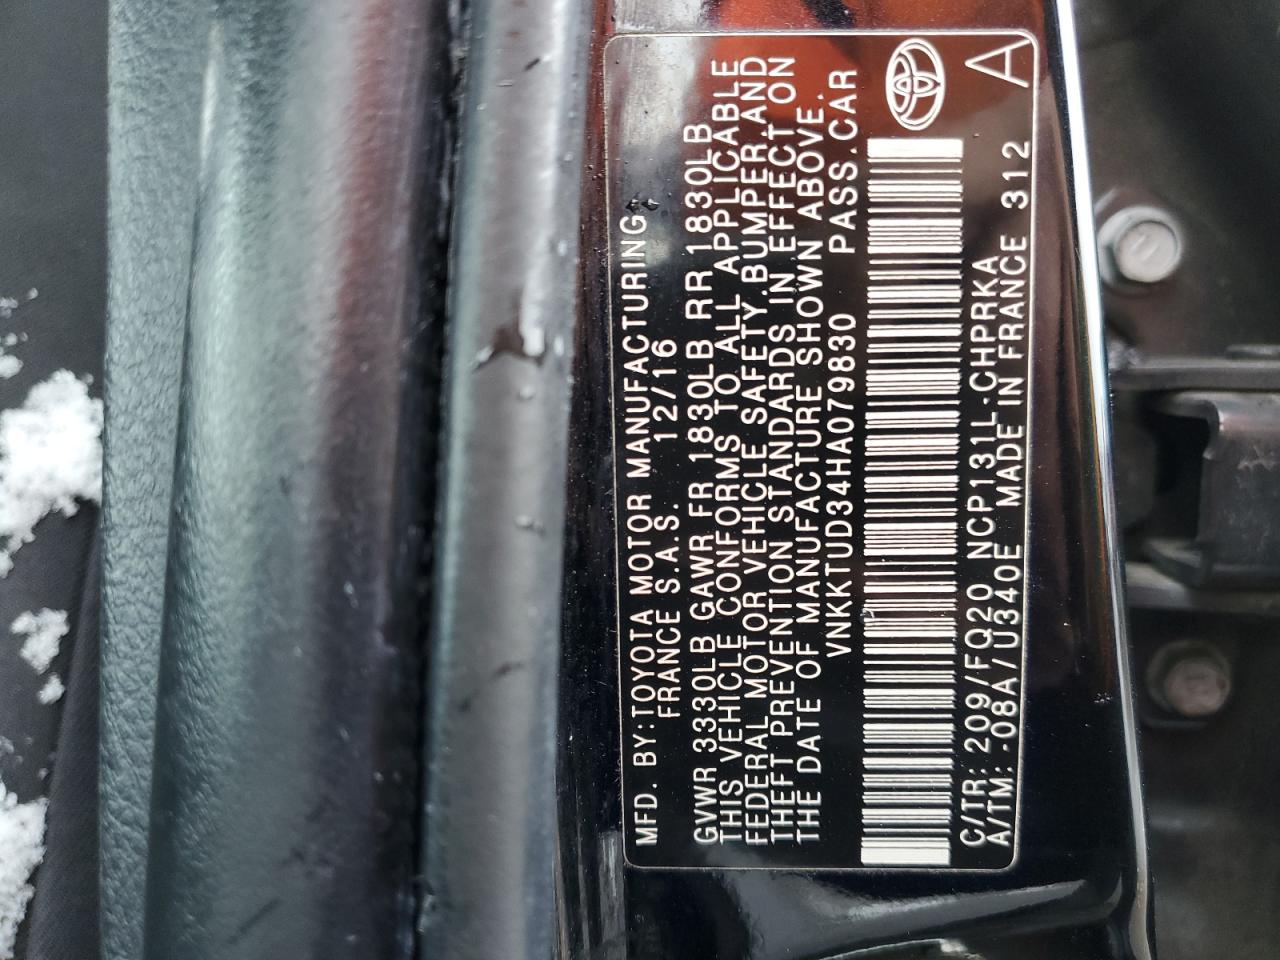 MFD. BY:TOYOTA MOTOR MANUFACTURING
FRANCE S.A.S. 12/16
GVWR 3330LB GAWR FR 1830LB RR 1830LB
THIS VEHICLE CONFORMS TO ALL APPLICABLE
FEDERAL MOTOR VEHICLE SAFETY,BUMPER,AND
THEFT PREVENTION STANDARDS IN EFFECT ON
THE DATE OF MANUFACTURE SHOWN ABOVE.
VNKKTUD34HA079830 PASS.CAR
C/TR: 209/FQ20 NCP131L-CHPRKA
A/TM: -08A/U340E MADE IN FRANCE 312
A